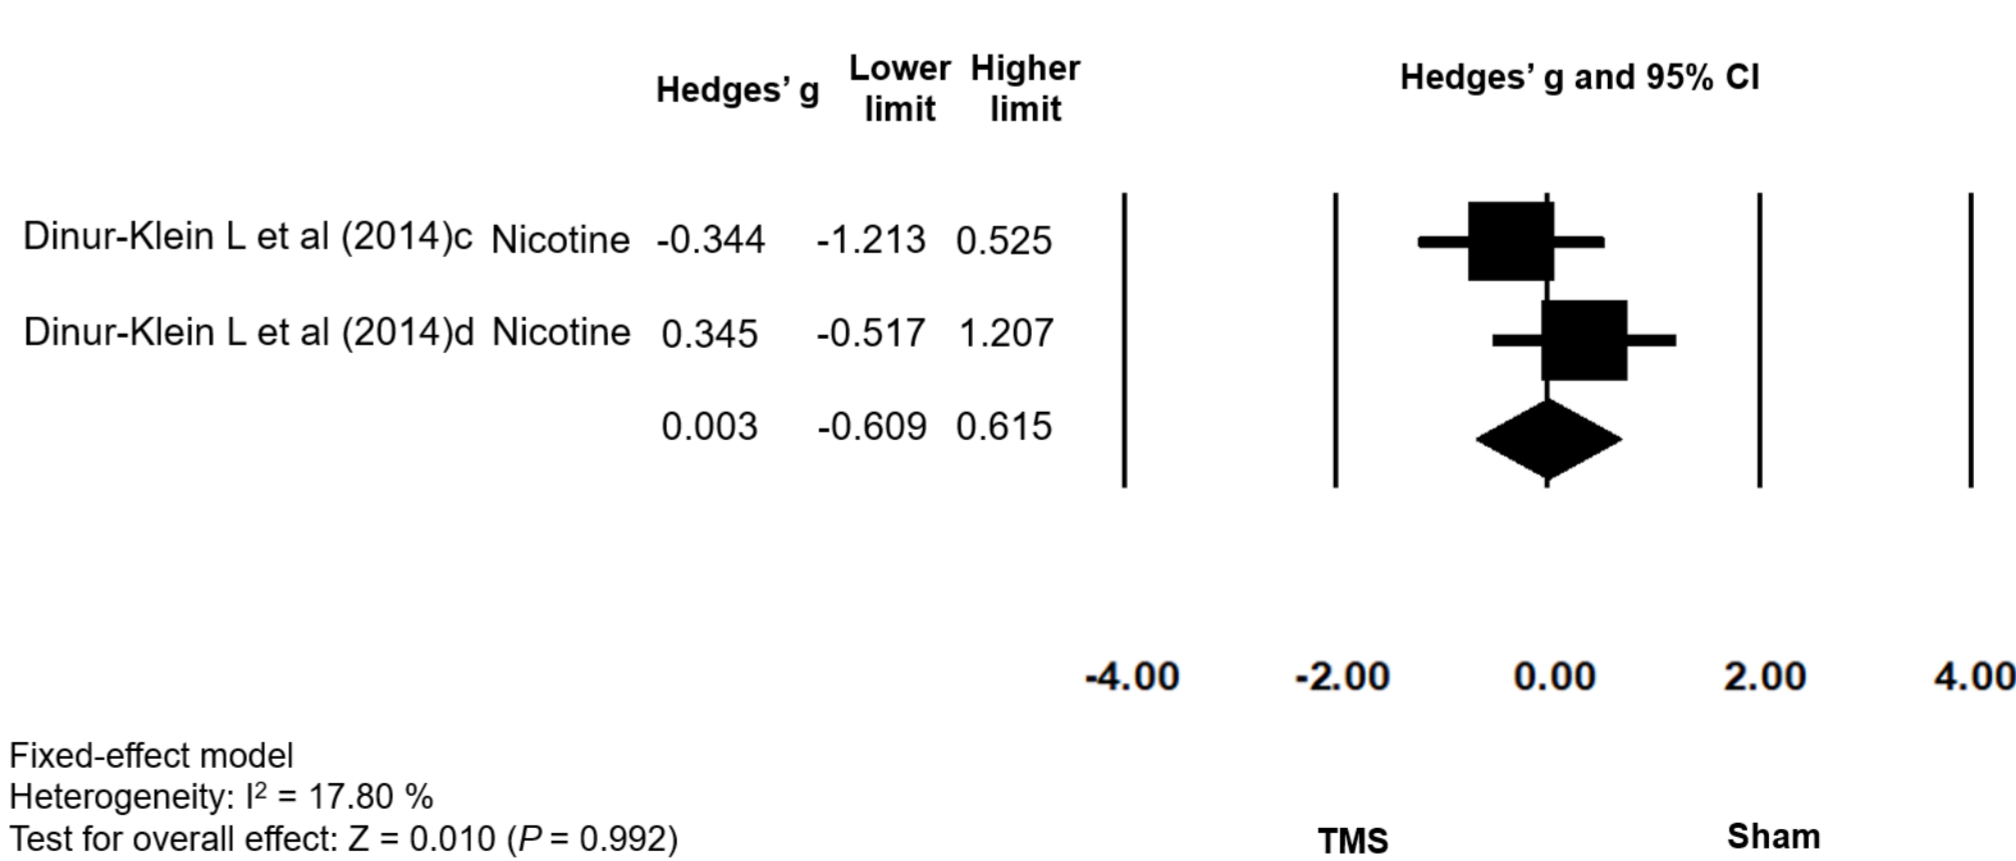 Hedges’ g Lower limit Higher limit Hedges’ g and 95% CI
Dinur-Klein L et al (2014)c Nicotine -0.344 -1.213 0.525
Dinur-Klein L et al (2014)d Nicotine 0.345 -0.517 1.207
0.003 -0.609 0.615
-4.00 -2.00 0.00 2.00 4.00
Fixed-effect model
Heterogeneity: I² = 17.80 %
Test for overall effect: Z = 0.010 (P = 0.992)
TMS Sham